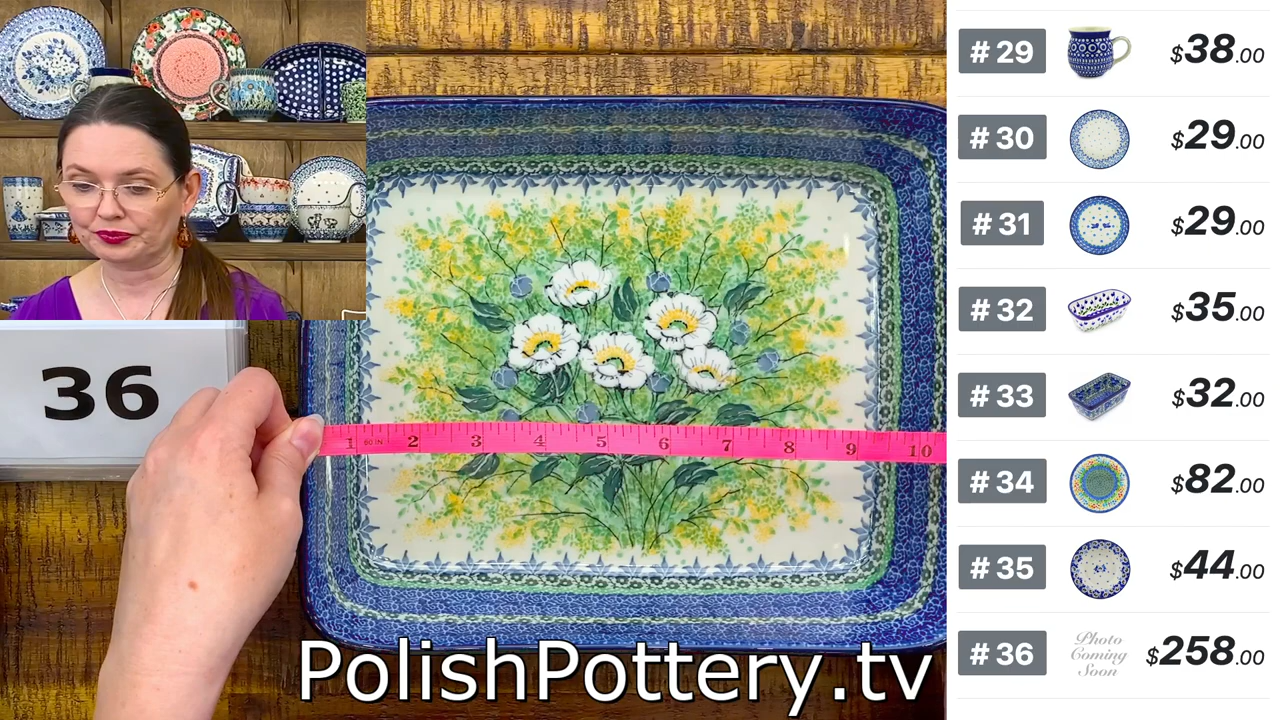 36
1 80 IN. 2 3 4 5 6 7 8 9 10
PolishPottery.tv
# 29 $38.00
# 30 $29.00
# 31 $29.00
# 32 $35.00
# 33 $32.00
# 34 $82.00
# 35 $44.00
# 36 Photo Coming Soon $258.00